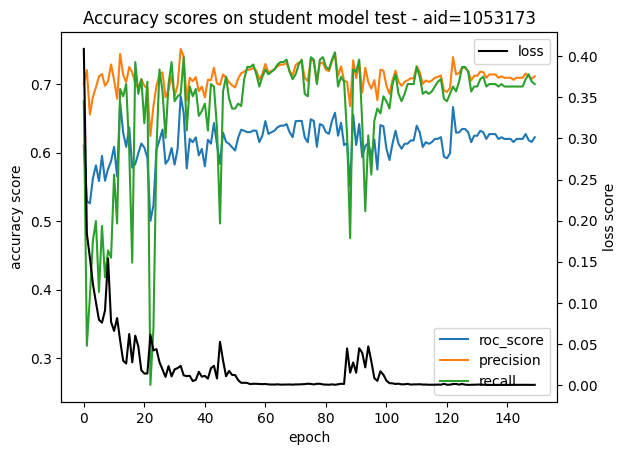 Accuracy scores on student model test - aid=1053173
loss
0.7
0.6
0.5
0.4
0.3
accuracy score
0.40
0.35
0.30
0.25
0.20
0.15
0.10
0.05
0.00
loss score
roc_score
precision
recall
0
20
40
60
80
100
120
140
epoch